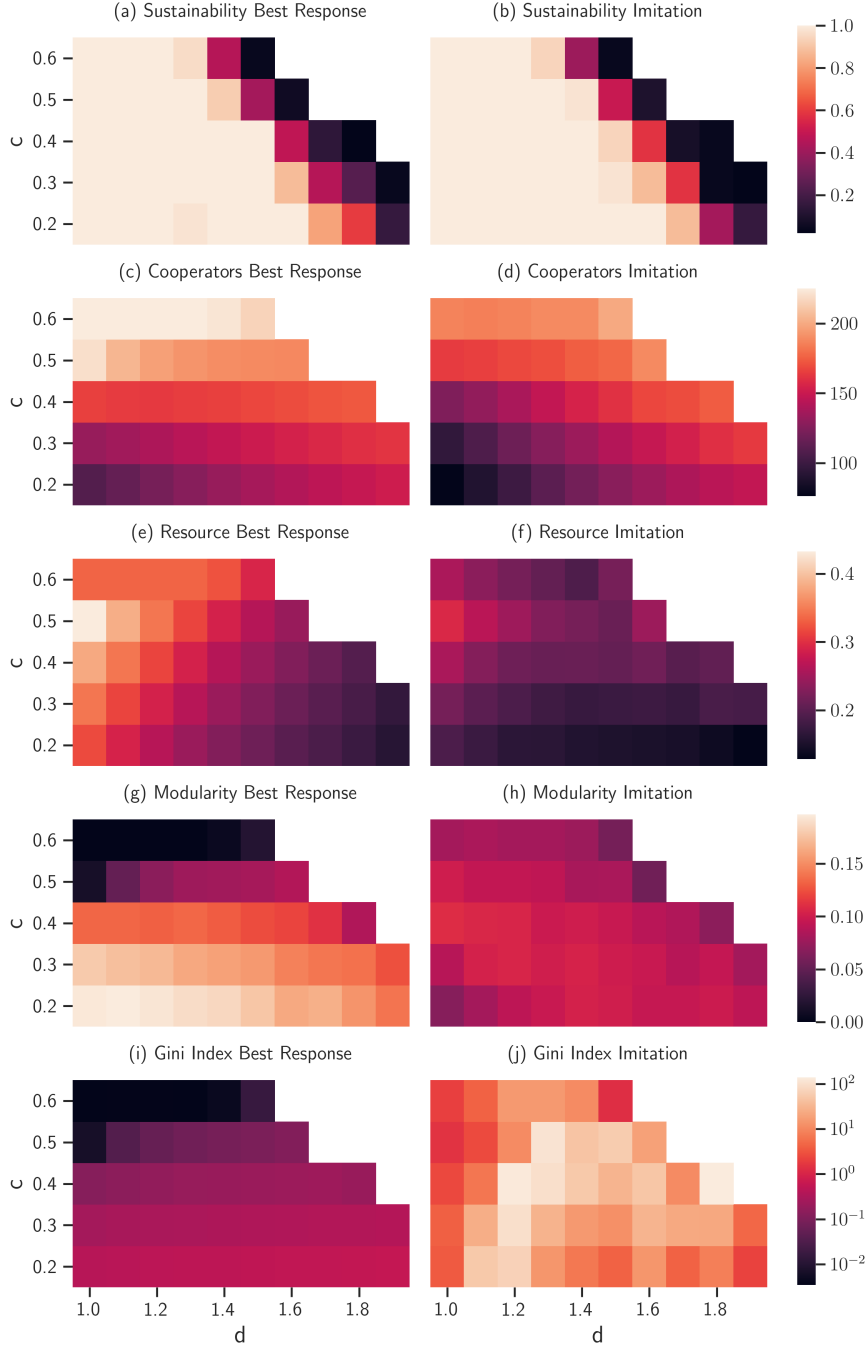 (a) Sustainability Best Response
(b) Sustainability Imitation
0.6
0.5
0.4
0.3
0.2
c
1.0
0.8
0.6
0.4
0.2
(c) Cooperators Best Response
(d) Cooperators Imitation
0.6
0.5
0.4
0.3
0.2
c
200
150
100
(e) Resource Best Response
(f) Resource Imitation
0.6
0.5
0.4
0.3
0.2
c
0.4
0.3
0.2
(g) Modularity Best Response
(h) Modularity Imitation
0.6
0.5
0.4
0.3
0.2
c
0.15
0.10
0.05
0.00
(i) Gini Index Best Response
(j) Gini Index Imitation
0.6
0.5
0.4
0.3
0.2
c
10²
10¹
10⁰
10⁻¹
10⁻²
1.0 1.2 1.4 1.6 1.8
d
1.0 1.2 1.4 1.6 1.8
d